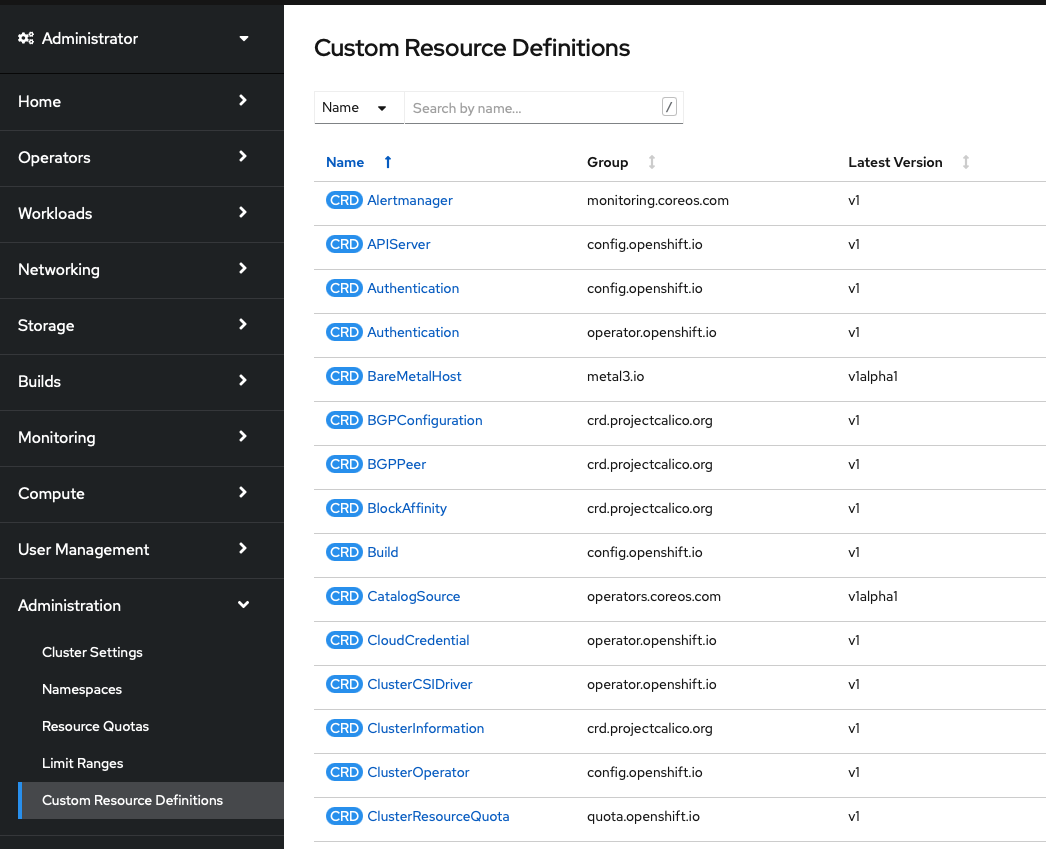 Administrator
Home
Operators
Workloads
Networking
Storage
Builds
Monitoring
Compute
User Management
Administration
Cluster Settings
Namespaces
Resource Quotas
Limit Ranges
Custom Resource Definitions
Custom Resource Definitions
Name Search by name... /
Name Group Latest Version
CRD Alertmanager monitoring.coreos.com v1
CRD APIServer config.openshift.io v1
CRD Authentication config.openshift.io v1
CRD Authentication operator.openshift.io v1
CRD BareMetalHost metal3.io v1alpha1
CRD BGPConfiguration crd.projectcalico.org v1
CRD BGPPeer crd.projectcalico.org v1
CRD BlockAffinity crd.projectcalico.org v1
CRD Build config.openshift.io v1
CRD CatalogSource operators.coreos.com v1alpha1
CRD CloudCredential operator.openshift.io v1
CRD ClusterCSIDriver operator.openshift.io v1
CRD ClusterInformation crd.projectcalico.org v1
CRD ClusterOperator config.openshift.io v1
CRD ClusterResourceQuota quota.openshift.io v1